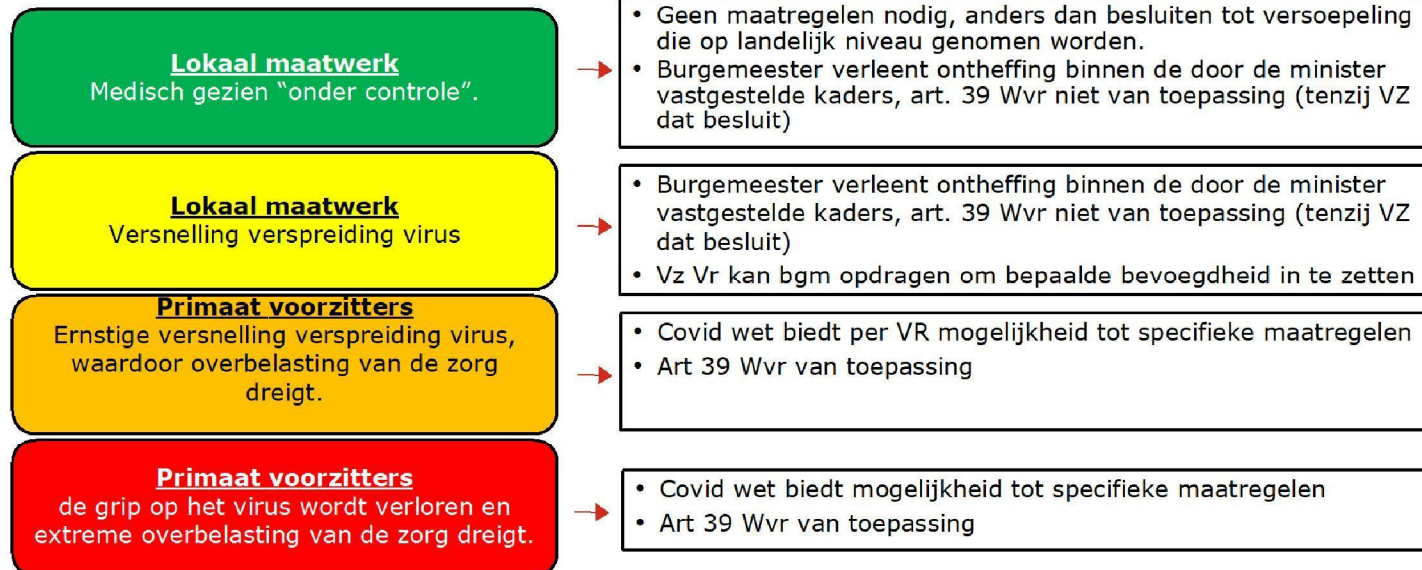 Lokaal maatwerk
Medisch gezien “onder controle”.
• Geen maatregelen nodig, anders dan besluiten tot versoepeling
die op landelijk niveau genomen worden.
• Burgemeester verleent ontheffing binnen de door de minister
vastgestelde kaders, art. 39 Wvr niet van toepassing (tenzij VZ
dat besluit)
Lokaal maatwerk
Versnelling verspreiding virus
• Burgemeester verleent ontheffing binnen de door de minister
vastgestelde kaders, art. 39 Wvr niet van toepassing (tenzij VZ
dat besluit)
• Vz Vr kan bgm opdragen om bepaalde bevoegdheid in te zetten
Primaat voorzitters
Ernstige versnelling verspreiding virus,
waardoor overbelasting van de zorg
dreigt.
• Covid wet biedt per VR mogelijkheid tot specifieke maatregelen
• Art 39 Wvr van toepassing
Primaat voorzitters
de grip op het virus wordt verloren en
extreme overbelasting van de zorg dreigt.
• Covid wet biedt mogelijkheid tot specifieke maatregelen
• Art 39 Wvr van toepassing